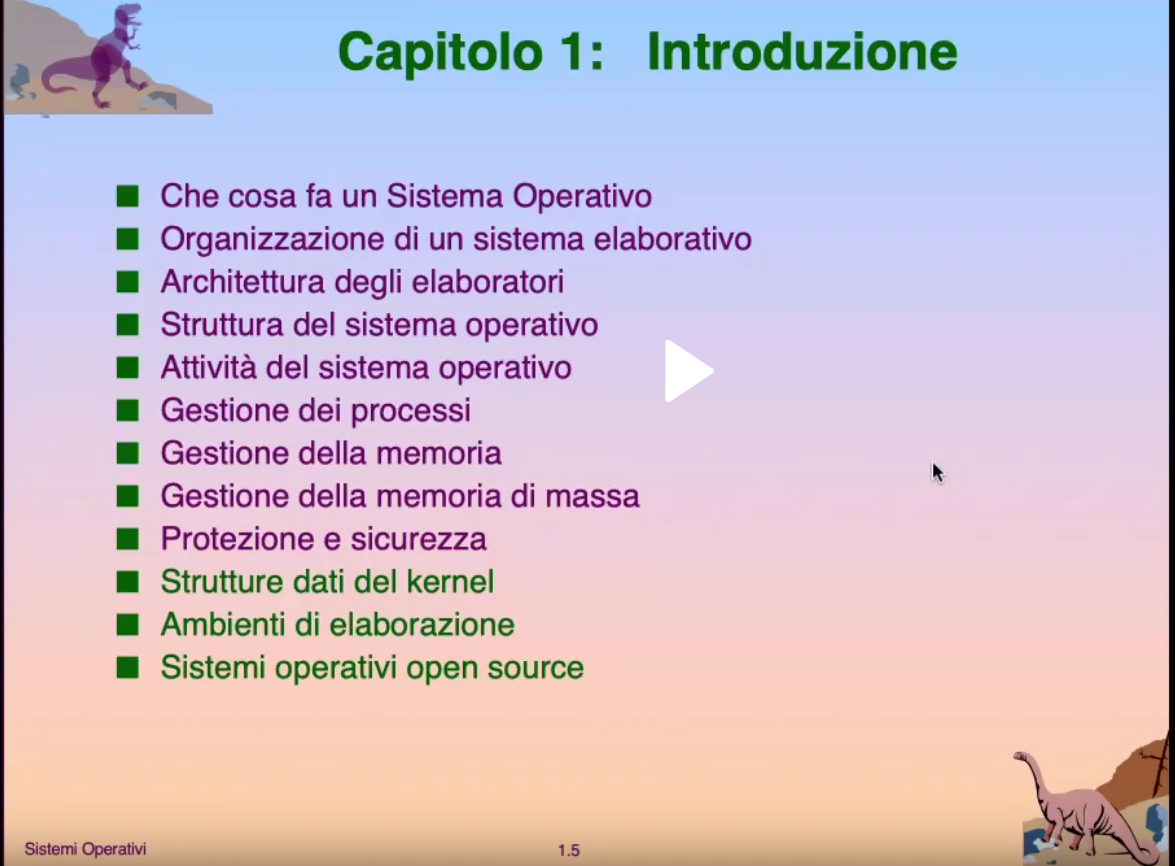 Capitolo 1: Introduzione
Che cosa fa un Sistema Operativo
Organizzazione di un sistema elaborativo
Architettura degli elaboratori
Struttura del sistema operativo
Attività del sistema operativo
Gestione dei processi
Gestione della memoria
Gestione della memoria di massa
Protezione e sicurezza
Strutture dati del kernel
Ambienti di elaborazione
Sistemi operativi open source
Sistemi Operativi
1.5